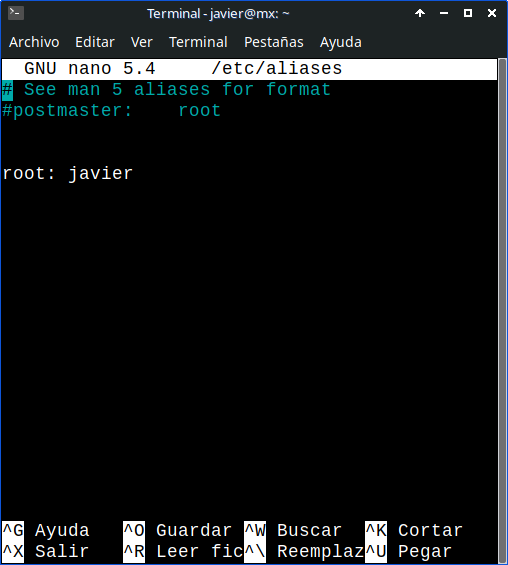 Terminal - javier@mx: ~
Archivo Editar Ver Terminal Pestañas Ayuda
GNU nano 5.4 /etc/aliases
# See man 5 aliases for format
#postmaster: root
root: javier
^G Ayuda ^O Guardar ^W Buscar ^K Cortar
^X Salir ^R Leer fic^\ Reemplaz^U Pegar